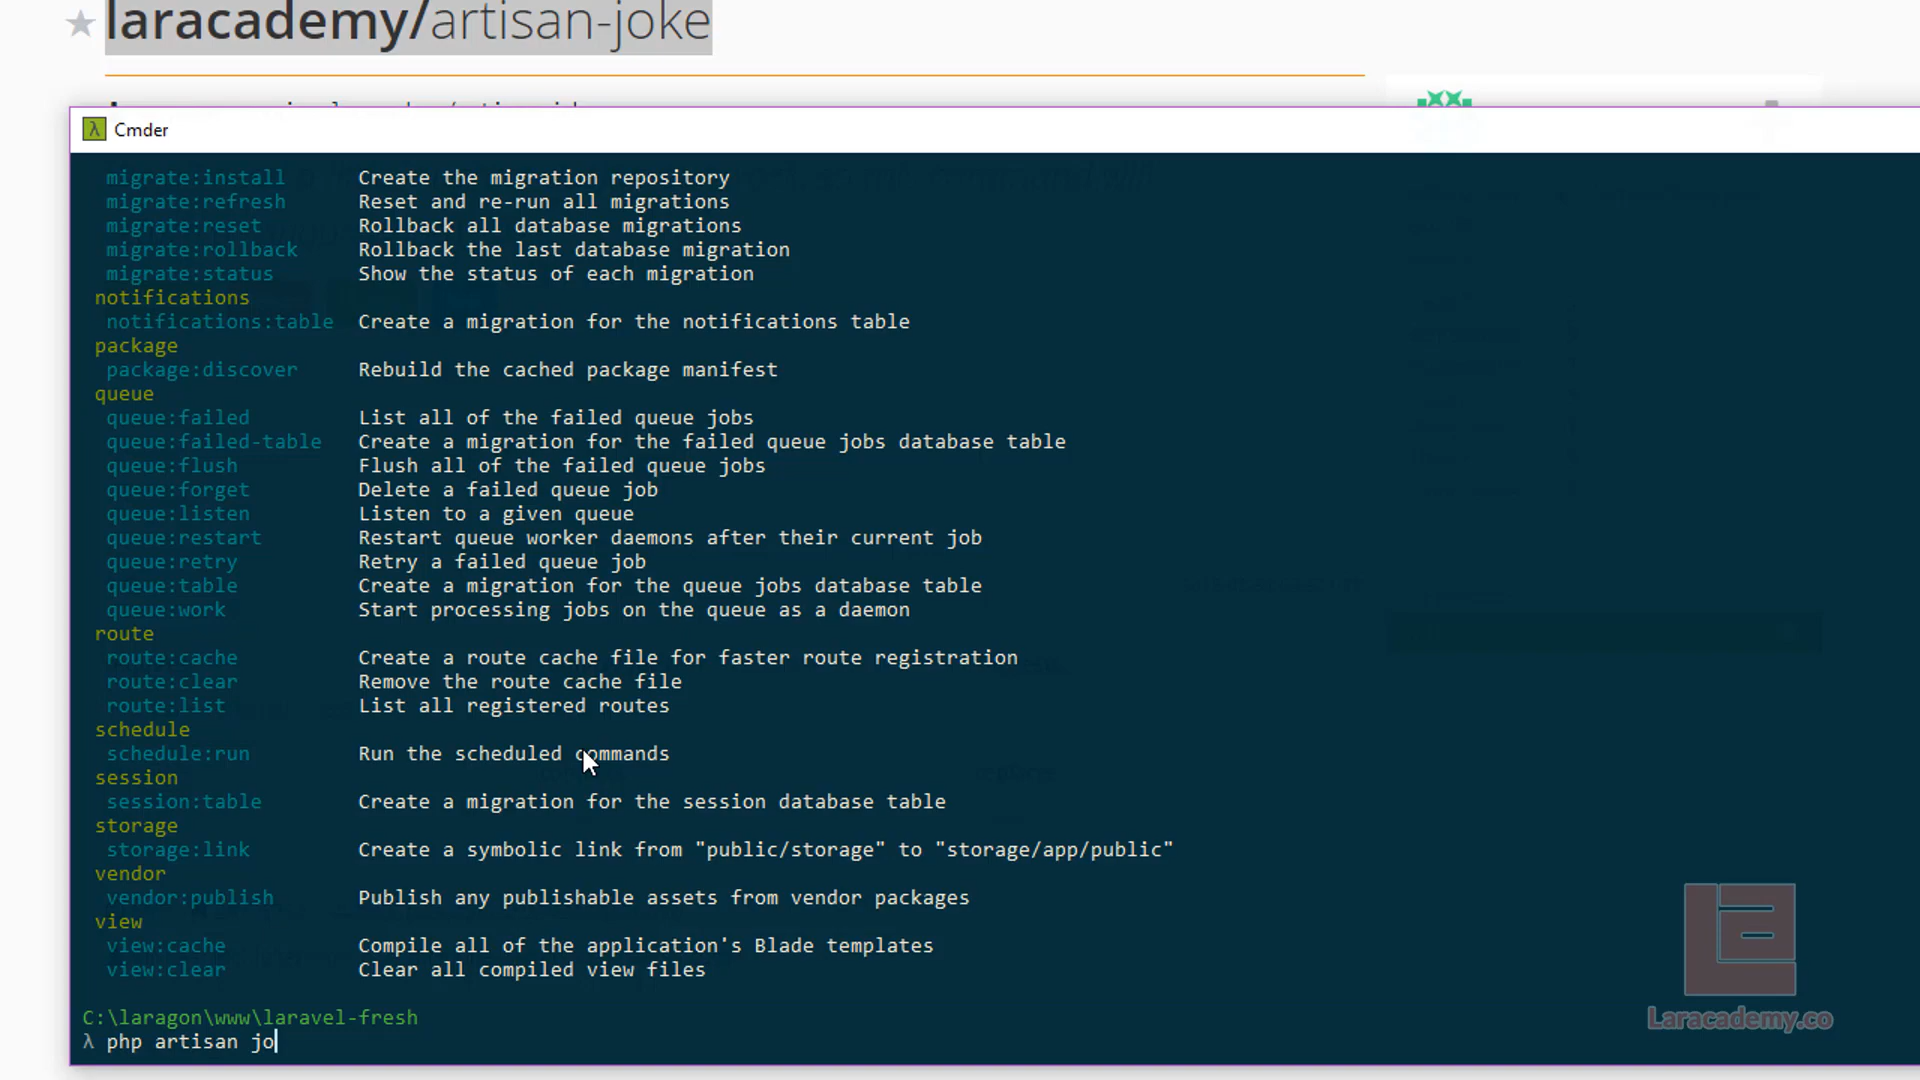 laracademy/artisan-joke
Cmder
migrate:install Create the migration repository
migrate:refresh Reset and re-run all migrations
migrate:reset Rollback all database migrations
migrate:rollback Rollback the last database migration
migrate:status Show the status of each migration
notifications
notifications:table Create a migration for the notifications table
package
package:discover Rebuild the cached package manifest
queue
queue:failed List all of the failed queue jobs
queue:failed-table Create a migration for the failed queue jobs database table
queue:flush Flush all of the failed queue jobs
queue:forget Delete a failed queue job
queue:listen Listen to a given queue
queue:restart Restart queue worker daemons after their current job
queue:retry Retry a failed queue job
queue:table Create a migration for the queue jobs database table
queue:work Start processing jobs on the queue as a daemon
route
route:cache Create a route cache file for faster route registration
route:clear Remove the route cache file
route:list List all registered routes
schedule
schedule:run Run the scheduled commands
session
session:table Create a migration for the session database table
storage
storage:link Create a symbolic link from "public/storage" to "storage/app/public"
vendor
vendor:publish Publish any publishable assets from vendor packages
view
view:cache Compile all of the application's Blade templates
view:clear Clear all compiled view files
C:\laragon\www\laravel-fresh
λ php artisan jo
Laracademy.co